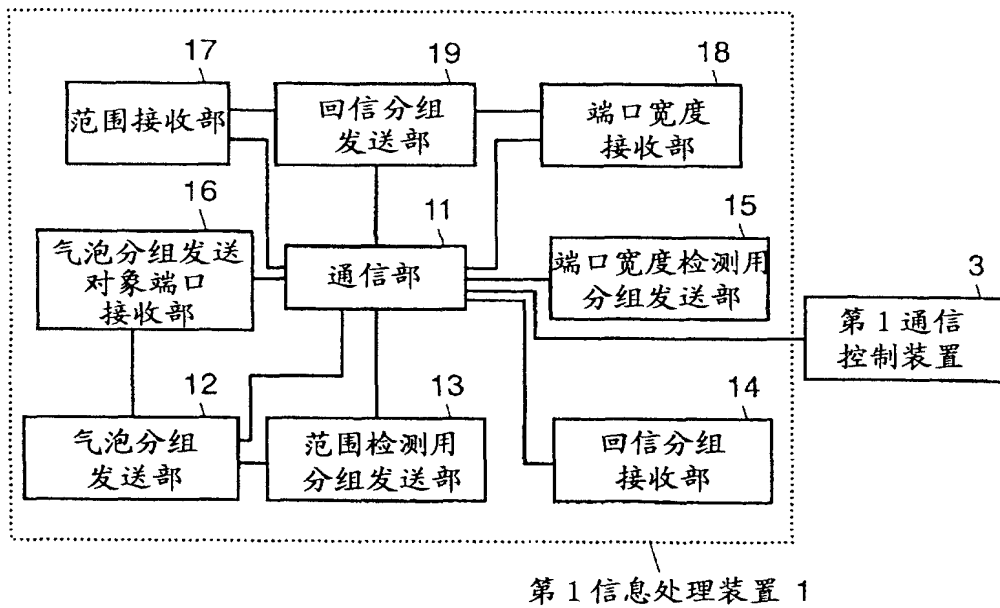 17
范围接收部
19
回信分组
发送部
18
端口宽度
接收部
16
气泡分组发送
对象端口
接收部
11
通信部
15
端口宽度检测用
分组发送部
3
第1通信
控制装置
12
气泡分组
发送部
13
范围检测用
分组发送部
14
回信分组
接收部
第1信息处理装置 1